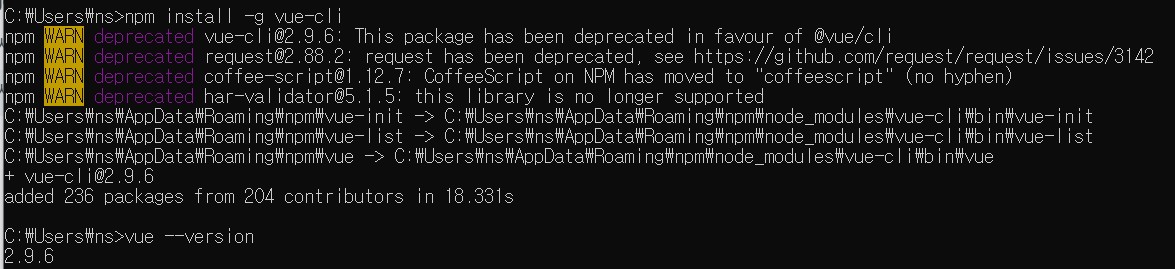 C:₩Users₩ns>npm install -g vue-cli
npm WARN deprecated vue-cli@2.9.6: This package has been deprecated in favour of @vue/cli
npm WARN deprecated request@2.88.2: request has been deprecated, see https://github.com/request/request/issues/3142
npm WARN deprecated coffee-script@1.12.7: CoffeeScript on NPM has moved to "coffeescript" (no hyphen)
npm WARN deprecated har-validator@5.1.5: this library is no longer supported
C:₩Users₩ns₩AppData₩Roaming₩npm₩vue-init -> C:₩Users₩ns₩AppData₩Roaming₩npm₩node_modules₩vue-cli₩bin₩vue-init
C:₩Users₩ns₩AppData₩Roaming₩npm₩vue-list -> C:₩Users₩ns₩AppData₩Roaming₩npm₩node_modules₩vue-cli₩bin₩vue-list
C:₩Users₩ns₩AppData₩Roaming₩npm₩vue -> C:₩Users₩ns₩AppData₩Roaming₩npm₩node_modules₩vue-cli₩bin₩vue
+ vue-cli@2.9.6
added 236 packages from 204 contributors in 18.331s
C:₩Users₩ns>vue --version
2.9.6